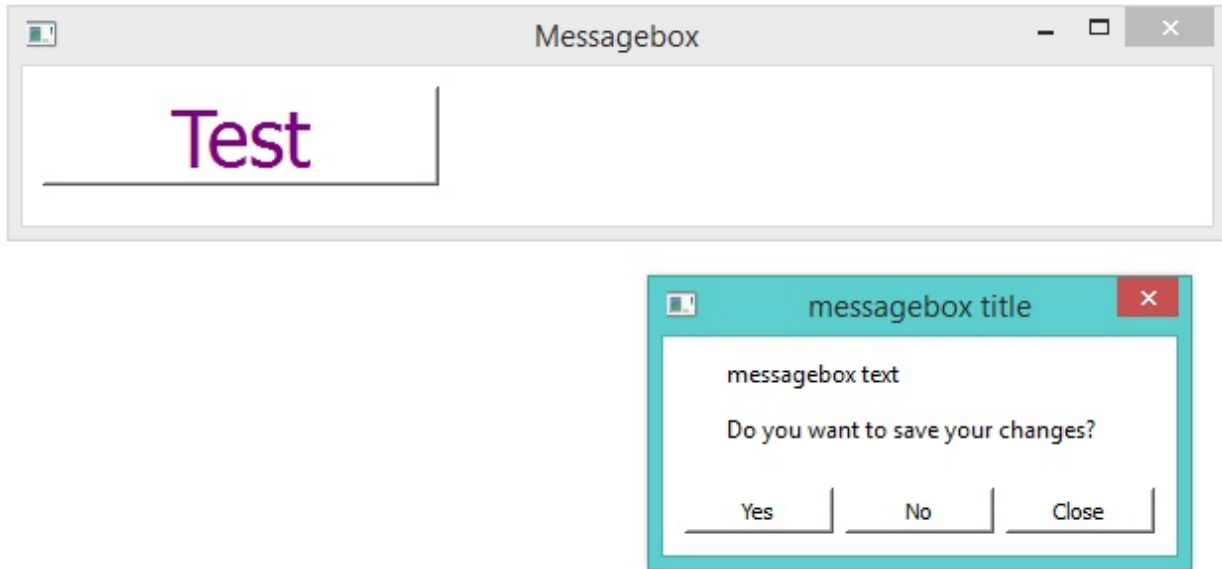 Messagebox
Test
messagebox title
messagebox text
Do you want to save your changes?
Yes No Close